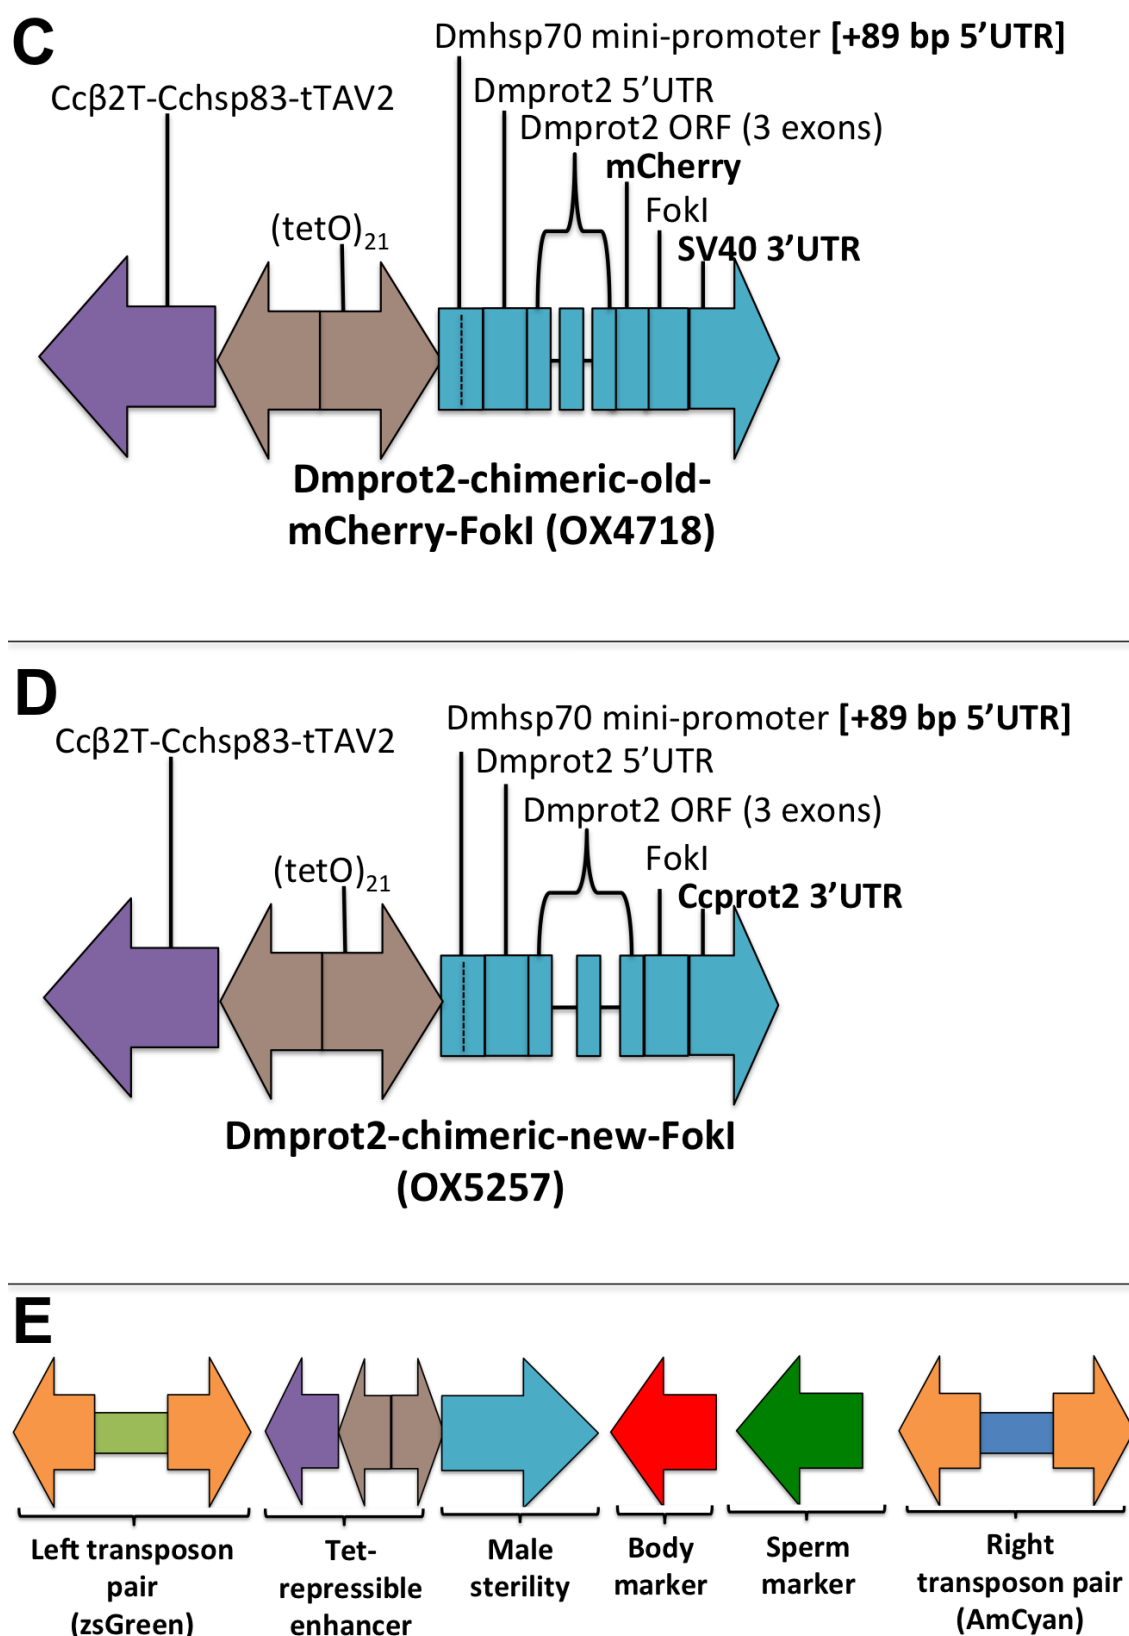 C
Dmhsp70 mini-promoter [+89 bp 5’UTR]
Ccβ2T-Cchsp83-tTAV2
Dmprot2 5’UTR
Dmprot2 ORF (3 exons)
mCherry
FokI
(tetO)21
SV40 3’UTR
Dmprot2-chimeric-old-
mCherry-FokI (OX4718)
D
Dmhsp70 mini-promoter [+89 bp 5’UTR]
Ccβ2T-Cchsp83-tTAV2
Dmprot2 5’UTR
Dmprot2 ORF (3 exons)
FokI
(tetO)21
Ccprot2 3’UTR
Dmprot2-chimeric-new-FokI
(OX5257)
E
Left transposon
pair
(zsGreen)
Tet-
repressible
enhancer
Male
sterility
Body
marker
Sperm
marker
Right
transposon pair
(AmCyan)